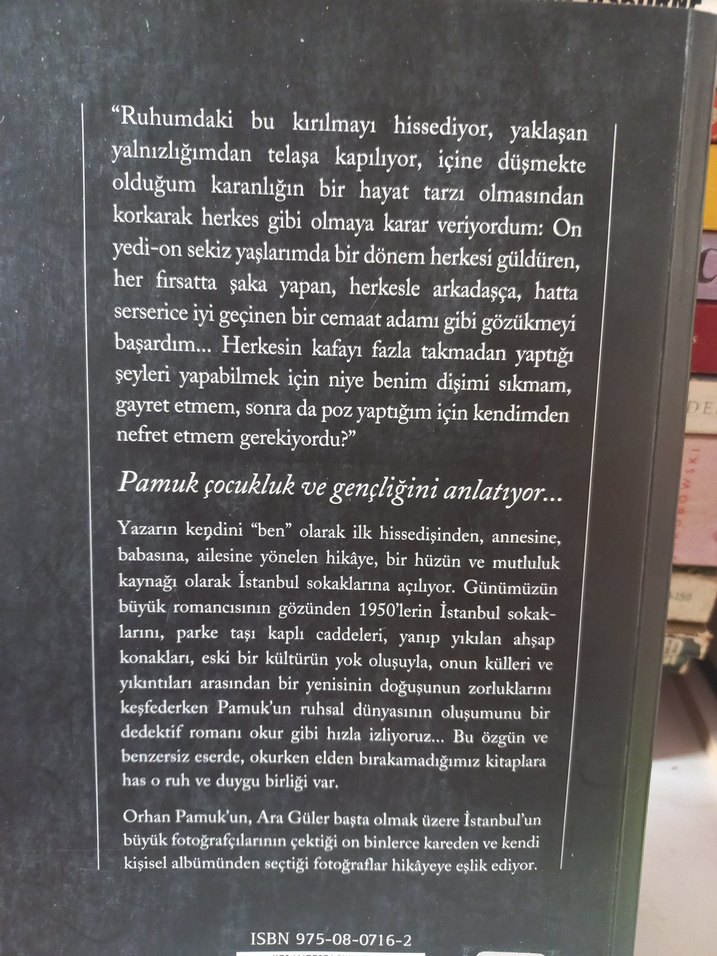 “Ruhumdaki bu kırılmayı hissediyor, yaklaşan
yalnızlığımdan telaşa kapılıyor, içine düşmekte
olduğum karanlığın bir hayat tarzı olmasından
korkarak herkes gibi olmaya karar veriyordum: On
yedi-on sekiz yaşlarımda bir dönem herkesi güldüren,
her fırsatta şaka yapan, herkesle arkadaşça, hatta
serserice iyi geçinen bir cemaat adamı gibi gözükmeyi
başardım... Herkesin kafayı fazla takmadan yaptığı
şeyleri yapabilmek için niye benim dişimi sıkmam,
gayret etmem, sonra da poz yaptığım için kendimden
nefret etmem gerekiyordu?”
Pamuk çocukluk ve gençliğini anlatıyor...
Yazarın kendini “ben” olarak ilk hissedişinden, annesine,
babasına, ailesine yönelen hikâye, bir hüzün ve mutluluk
kaynağı olarak İstanbul sokaklarına açılıyor. Günümüzün
büyük romancısının gözünden 1950’lerin İstanbul sokak-
larını, parke taşı kaplı caddeleri, yanıp yıkılan ahşap
konakları, eski bir kültürün yok oluşuyla, onun külleri ve
yıkıntıları arasından bir yenisinin doğuşunun zorluklarını
keşfederken Pamuk’un ruhsal dünyasının oluşumunu bir
dedektif romanı okur gibi hızla izliyoruz... Bu özgün ve
benzersiz eserde, okurken elden bırakamadığımız kitaplara
has o ruh ve duygu birliği var.
Orhan Pamuk’un, Ara Güler başta olmak üzere İstanbul’un
büyük fotoğrafçılarının çektiği on binlerce kareden ve kendi
kişisel albümünden seçtiği fotoğraflar hikâyeye eşlik ediyor.
ISBN 975-08-0716-2